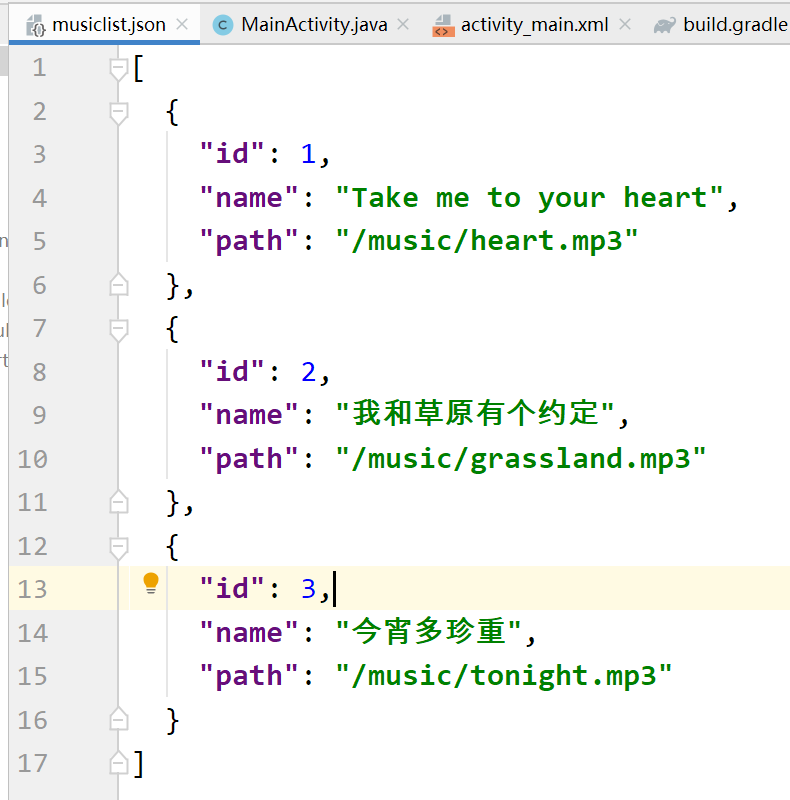 musiclist.json MainActivity.java activity_main.xml build.gradle
1 [
2 {
3 "id": 1,
4 "name": "Take me to your heart",
5 "path": "/music/heart.mp3"
6 },
7 {
8 "id": 2,
9 "name": "我和草原有个约定",
10 "path": "/music/grassland.mp3"
11 },
12 {
13 "id": 3,
14 "name": "今宵多珍重",
15 "path": "/music/tonight.mp3"
16 }
17 ]